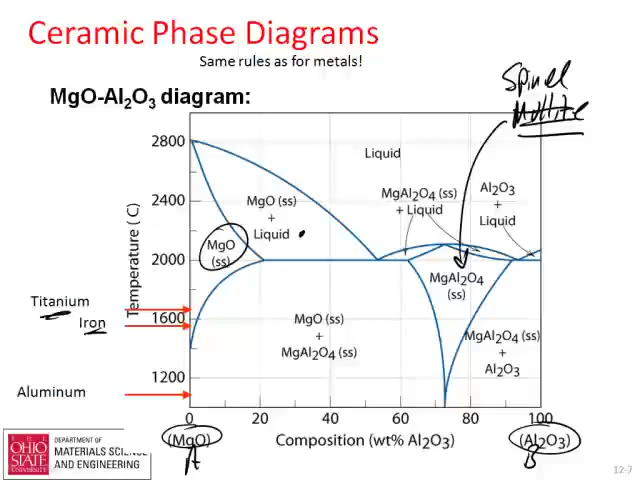 Ceramic Phase Diagrams
Same rules as for metals!
MgO-Al2O3 diagram:
Spinel
Mullite
2800
2400
2000
1600
1200
Temperature ( C)
Liquid
MgO (ss)
+
Liquid
MgAl2O4 (ss)
+ Liquid
Al2O3
+
Liquid
MgO
(ss)
MgAl2O4
(ss)
MgO (ss)
+
MgAl2O4 (ss)
MgAl2O4 (ss)
+
Al2O3
Titanium
Iron
Aluminum
0 20 40 60 80 100
(MgO) Composition (wt% Al2O3) (Al2O3)
A B
THE
OHIO
STATE
UNIVERSITY
DEPARTMENT OF
MATERIALS SCIENCE
AND ENGINEERING
12-7